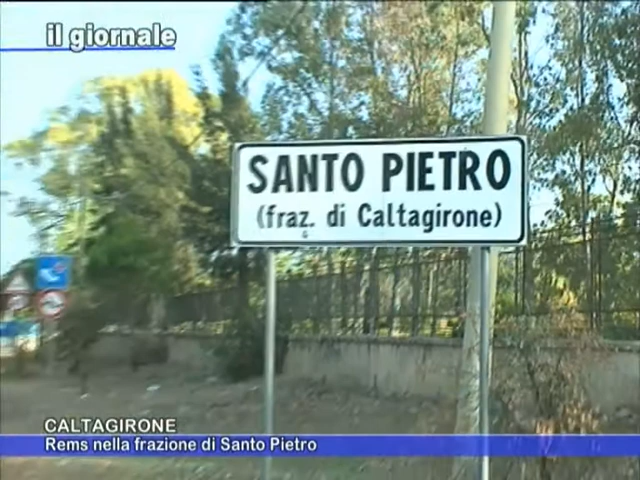 il giornale
SANTO PIETRO
(fraz. di Caltagirone)
CALTAGIRONE
Rems nella frazione di Santo Pietro